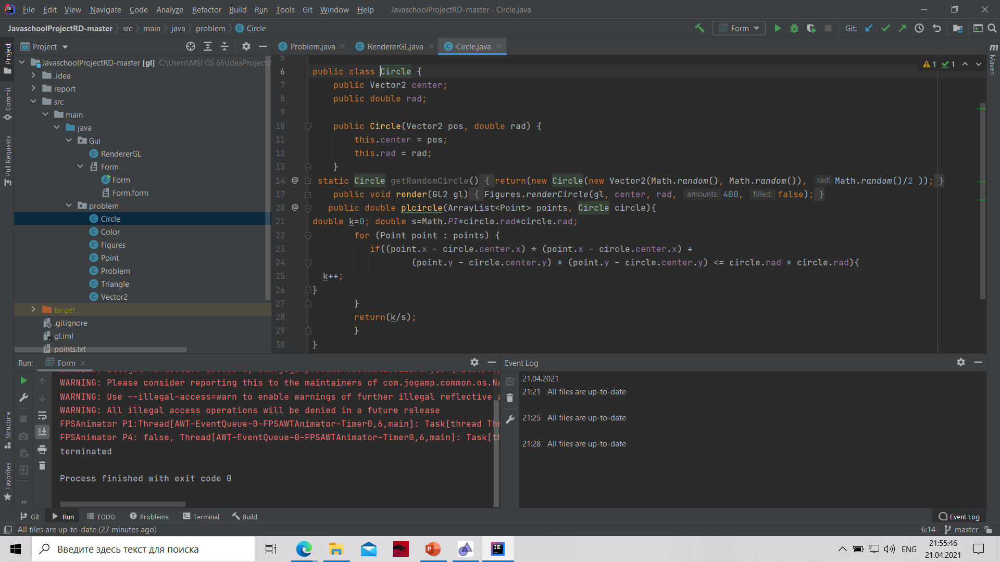 File Edit View Navigate Code Analyze Refactor Build Run Tools Git Window Help JavaschoolProjectRD-master - Circle.java
JavaschoolProjectRD-master src main java problem Circle Form Git:
Project Problem.java RendererGL.java Circle.java
Project
Commit
Pull Requests
Structure
Favorites
Maven
JavaschoolProjectRD-master [gl] C:\Users\MSI GS 66\IdeaProjects\
.idea
report
src
main
java
Gui
RendererGL
Form
Form
Form.form
problem
Circle
Color
Figures
Point
Problem
Triangle
Vector2
target
.gitignore
gl.iml
points.txt
1 1
5
6 public class Circle {
7 public Vector2 center;
8 public double rad;
9
10 public Circle(Vector2 pos, double rad) {
11 this.center = pos;
12 this.rad = rad;
13 }
14 @ static Circle getRandomCircle() { return(new Circle(new Vector2(Math.random(), Math.random()), rad: Math.random()/2 )); }
17 public void render(GL2 gl) { Figures.renderCircle(gl, center, rad, amounts: 400, filled: false); }
20 @ public double plcircle(ArrayList<Point> points, Circle circle){
21 double k=0; double s=Math.PI*circle.rad*circle.rad;
22 for (Point point : points) {
23 if((point.x - circle.center.x) * (point.x - circle.center.x) +
24 (point.y - circle.center.y) * (point.y - circle.center.y) <= circle.rad * circle.rad){
25 k++;
26 }
27 }
28 return(k/s);
29 }
30 }
Run: Form
WARNING: Please consider reporting this to the maintainers of com.jogamp.common.os.Na
WARNING: Use --illegal-access=warn to enable warnings of further illegal reflective a
WARNING: All illegal access operations will be denied in a future release
FPSAnimator P1:Thread[AWT-EventQueue-0-FPSAWTAnimator-Timer0,6,main]: Task[thread Thr
FPSAnimator P4: false, Thread[AWT-EventQueue-0-FPSAWTAnimator-Timer0,6,main]: Task[th
terminated
Process finished with exit code 0
Event Log
21.04.2021
21:21 All files are up-to-date
21:25 All files are up-to-date
21:28 All files are up-to-date
Git Run TODO Problems Terminal Build Event Log
All files are up-to-date (27 minutes ago) 6:14 master
Введите здесь текст для поиска
ENG
21:55:46
21.04.2021